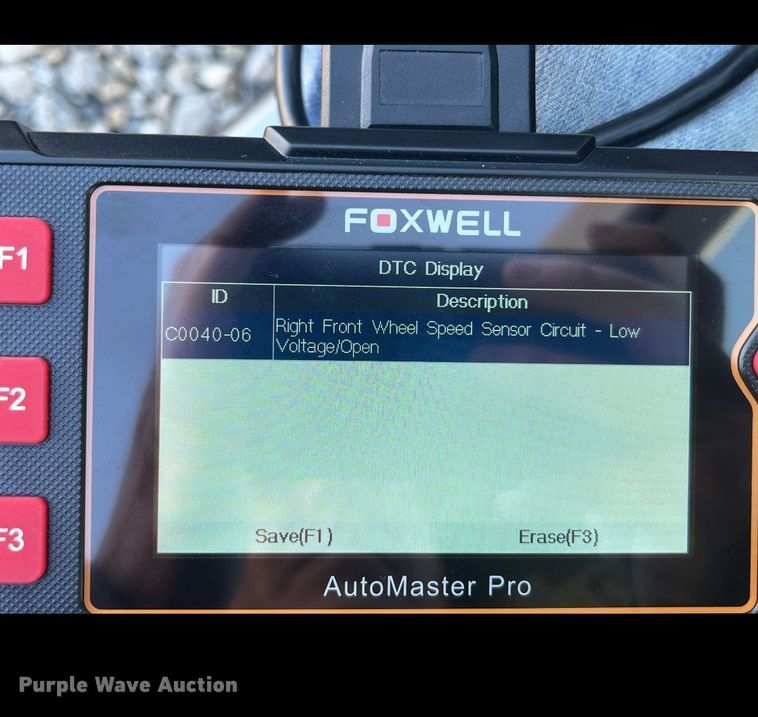 FOXWELL
DTC Display
ID Description
C0040-06 Right Front Wheel Speed Sensor Circuit - Low
Voltage/Open
F1
F2
F3
Save(F1) Erase(F3)
AutoMaster Pro
Purple Wave Auction